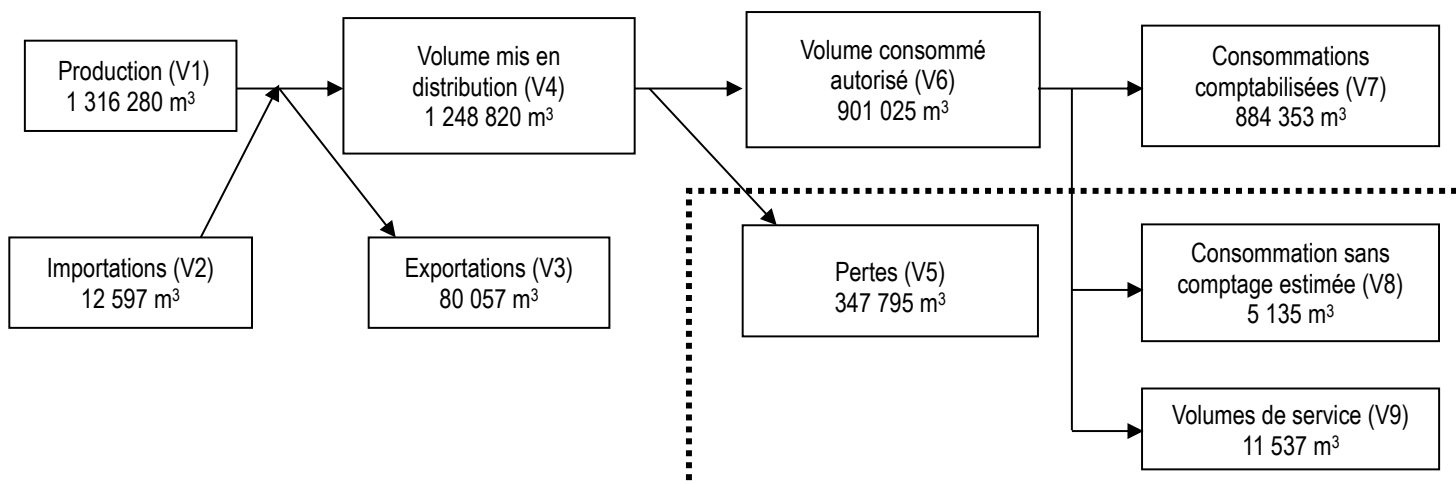 Production (V1)
1 316 280 m³
Volume mis en
distribution (V4)
1 248 820 m³
Volume consommé
autorisé (V6)
901 025 m³
Consommations
comptabilisées (V7)
884 353 m³
Importations (V2)
12 597 m³
Exportations (V3)
80 057 m³
Pertes (V5)
347 795 m³
Consommation sans
comptage estimée (V8)
5 135 m³
Volumes de service (V9)
11 537 m³